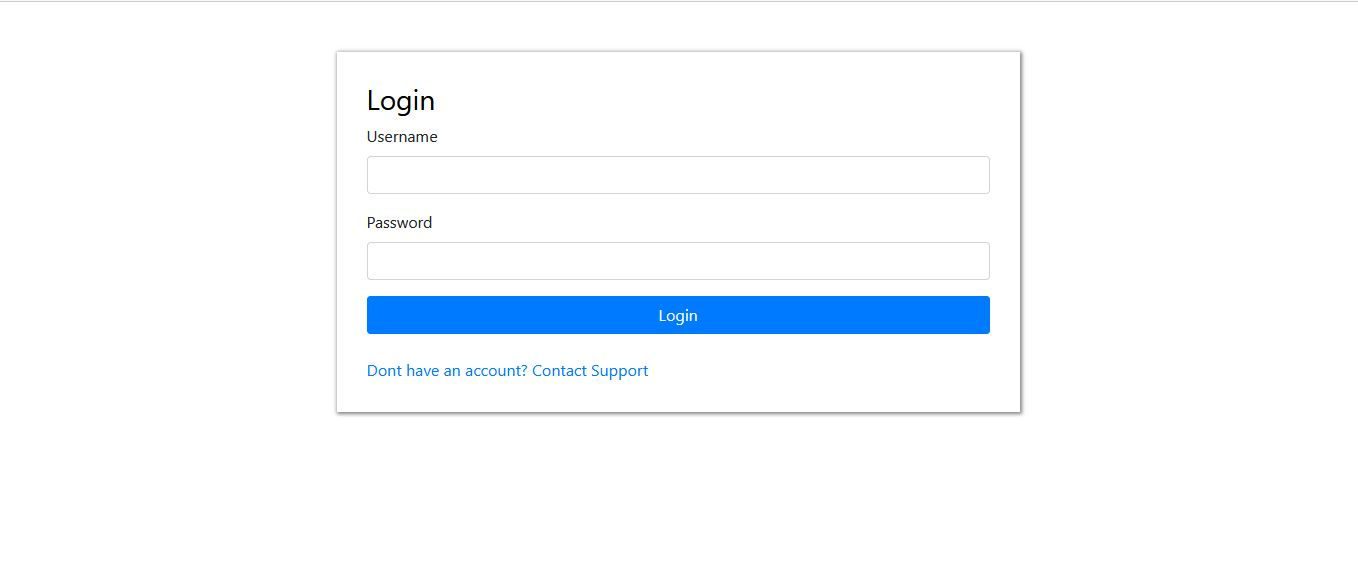 Login
Username
Password
Login
Dont have an account? Contact Support